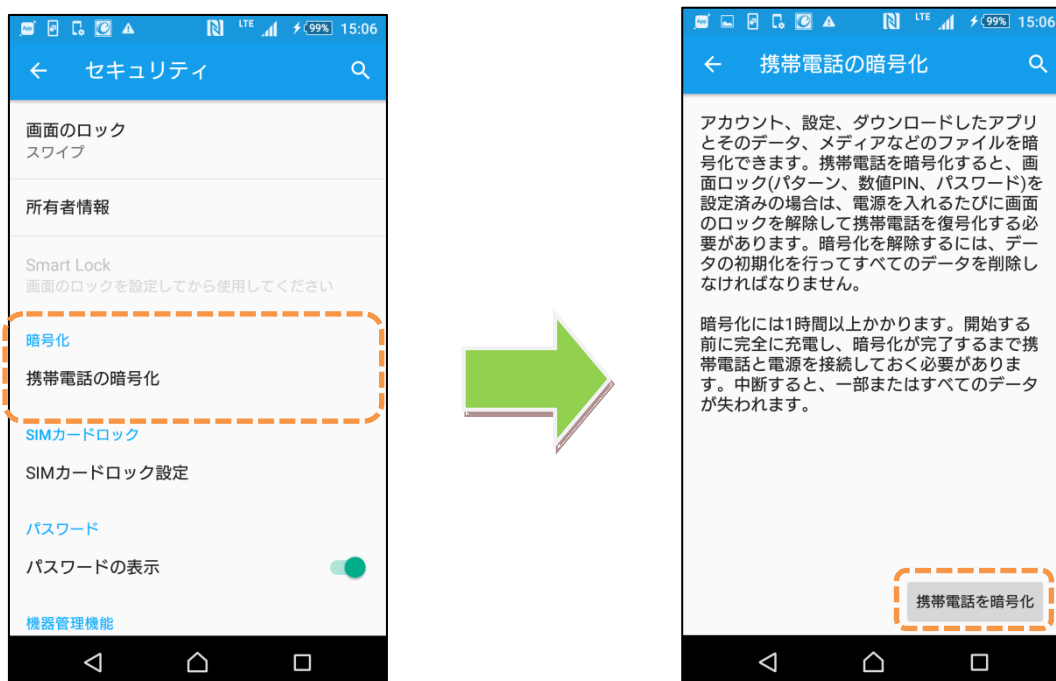 LTE 99% 15:06
セキュリティ
画面のロック
スワイプ
所有者情報
Smart Lock
画面のロックを設定してから使用してください
暗号化
携帯電話の暗号化
SIMカードロック
SIMカードロック設定
パスワード
パスワードの表示
機器管理機能
LTE 99% 15:06
携帯電話の暗号化
アカウント、設定、ダウンロードしたアプリ
とそのデータ、メディアなどのファイルを暗
号化できます。携帯電話を暗号化すると、画
面ロック(パターン、数値PIN、パスワード)を
設定済みの場合は、電源を入れるたびに画面
のロックを解除して携帯電話を復号化する必
要があります。暗号化を解除するには、デー
タの初期化を行ってすべてのデータを削除し
なければなりません。
暗号化には1時間以上かかります。開始する
前に完全に充電し、暗号化が完了するまで携
帯電話と電源を接続しておく必要がありま
す。中断すると、一部またはすべてのデータ
が失われます。
携帯電話を暗号化